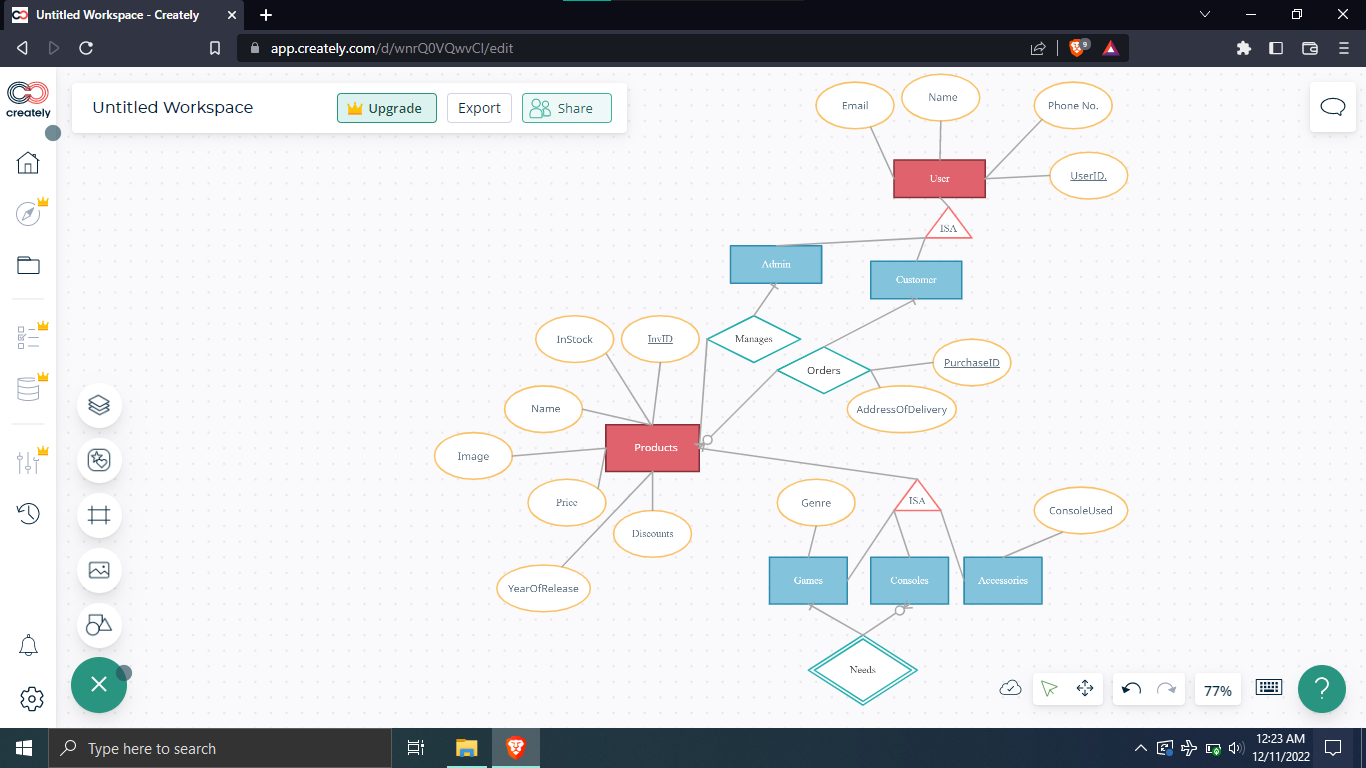 Untitled Workspace - Creately
app.creately.com/d/wnrQ0VQwvCl/edit
9
creately
Untitled Workspace
Upgrade
Export
Share
Email
Name
Phone No.
User
UserID.
ISA
Admin
Customer
InStock
InvID
Manages
Orders
PurchaseID
AddressOfDelivery
Name
Products
Image
Price
Discounts
YearOfRelease
Genre
ISA
ConsoleUsed
Games
Consoles
Accessories
Needs
77%
?
Type here to search
12:23 AM
12/11/2022